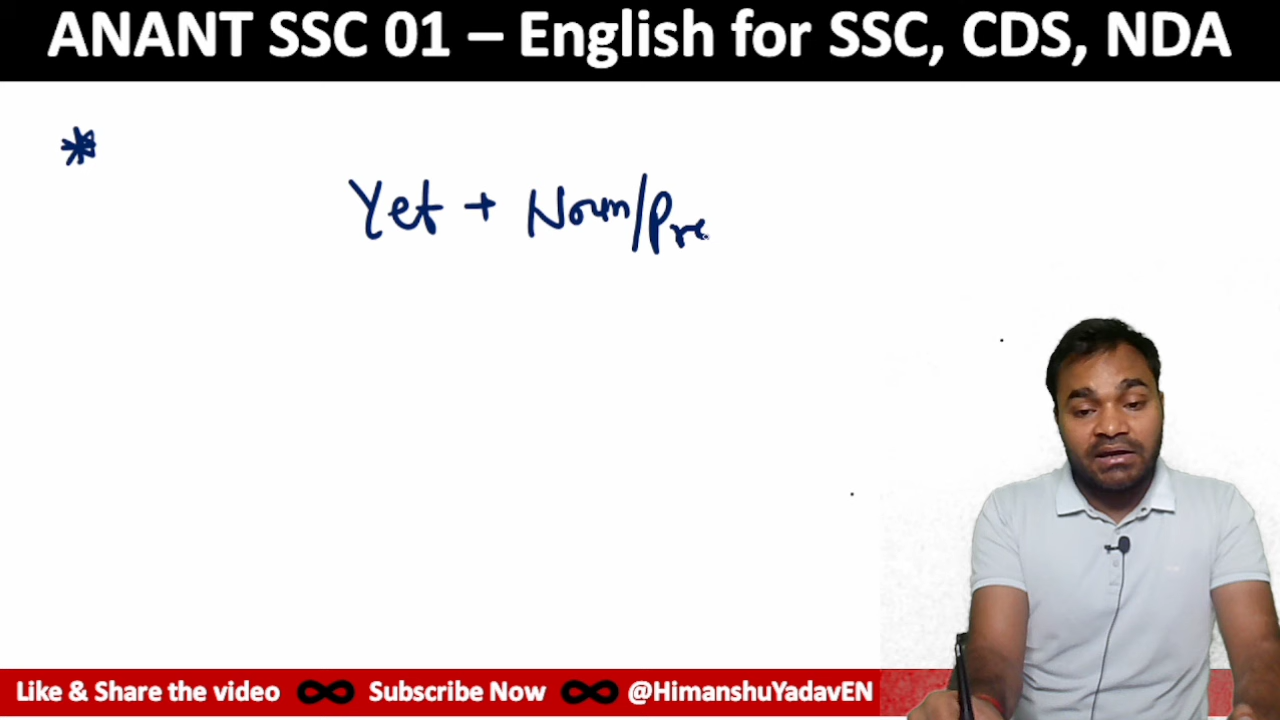 ANANT SSC 01 – English for SSC, CDS, NDA
*
Yet + Noun/Pre
Like & Share the video Subscribe Now @HimanshuYadavEN